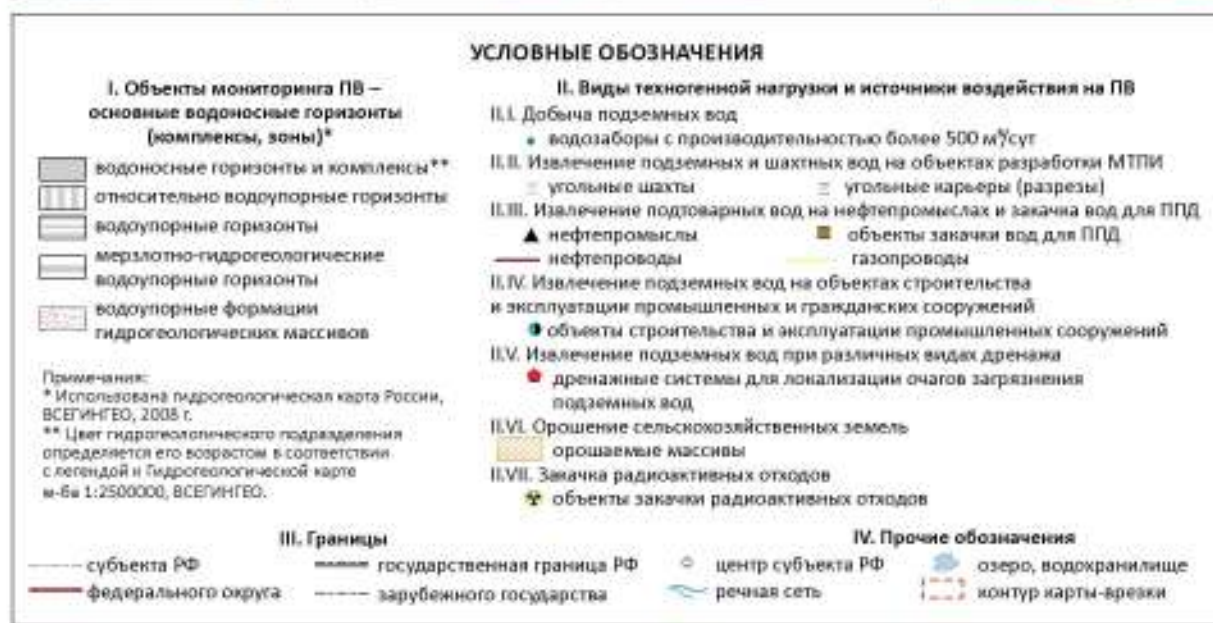 УСЛОВНЫЕ ОБОЗНАЧЕНИЯ
I. Объекты мониторинга ПВ –
основные водоносные горизонты
(комплексы, зоны)*
водоносные горизонты и комплексы**
относительно водоупорные горизонты
водоупорные горизонты
мерзлотно-гидрогеологические
водоупорные горизонты
водоупорные формации
гидрогеологических массивов
Примечания:
* Использована гидрогеологическая карта России,
ВСЕГИНГЕО, 2008 г.
** Цвет гидрогеологического подразделения
определяется его возрастом в соответствии
с легендой к Гидрогеологической карте
м-ба 1:2500000, ВСЕГИНГЕО.
II. Виды техногенной нагрузки и источники воздействия на ПВ
II.I. Добыча подземных вод
водозаборы с производительностью более 500 м³/сут
II.II. Извлечение подземных и шахтных вод на объектах разработки МТПИ
угольные шахты угольные карьеры (разрезы)
II.III. Извлечение подтоварных вод на нефтепромыслах и закачка вод для ППД
нефтепромыслы объекты закачки вод для ППД
нефтепроводы газопроводы
II.IV. Извлечение подземных вод на объектах строительства
и эксплуатации промышленных и гражданских сооружений
объекты строительства и эксплуатации промышленных сооружений
II.V. Извлечение подземных вод при различных видах дренажа
дренажные системы для локализации очагов загрязнения
подземных вод
II.VI. Орошение сельскохозяйственных земель
орошаемые массивы
II.VII. Закачка радиоактивных отходов
объекты закачки радиоактивных отходов
III. Границы
субъекта РФ государственная граница РФ
федерального округа зарубежного государства
IV. Прочие обозначения
центр субъекта РФ озеро, водохранилище
речная сеть контур карты-врезки